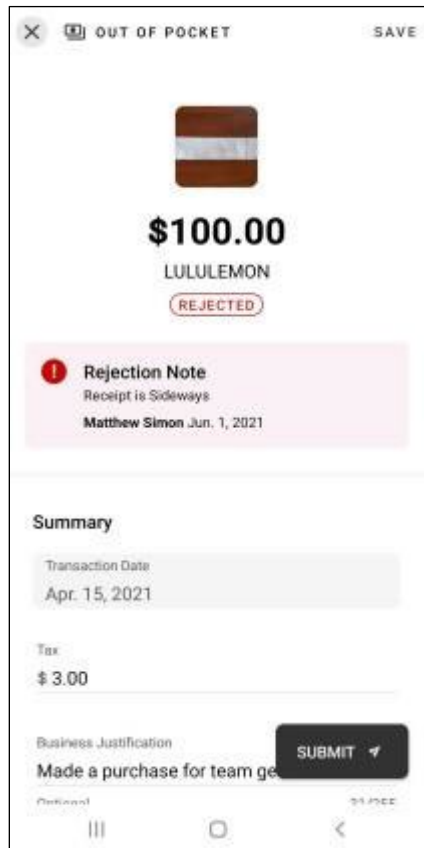 OUT OF POCKET SAVE
$100.00
LULULEMON
REJECTED
Rejection Note
Receipt is Sideways
Matthew Simon Jun. 1, 2021
Summary
Transaction Date
Apr. 15, 2021
Tax
$ 3.00
Business Justification
SUBMIT
Made a purchase for team ge
Optional